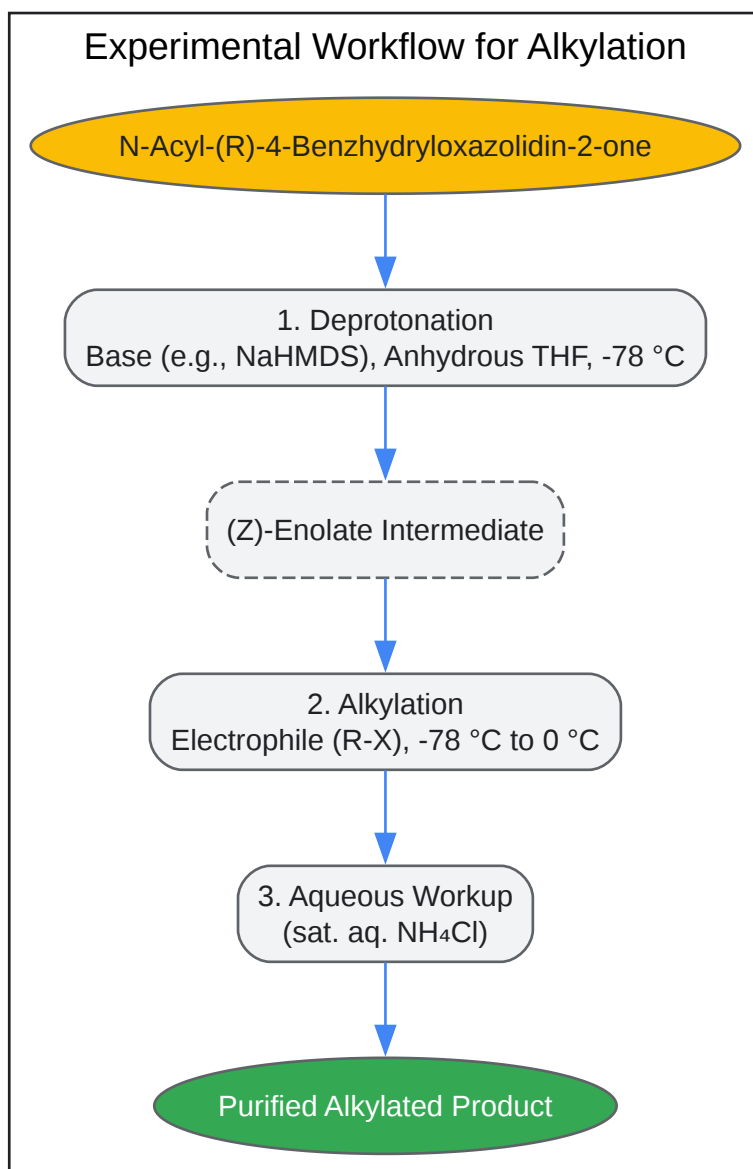 Experimental Workflow for Alkylation
N-Acyl-(R)-4-Benzhydryloxazolidin-2-one
1. Deprotonation
Base (e.g., NaHMDS), Anhydrous THF, -78 °C
(Z)-Enolate Intermediate
2. Alkylation
Electrophile (R-X), -78 °C to 0 °C
3. Aqueous Workup
(sat. aq. NH₄Cl)
Purified Alkylated Product